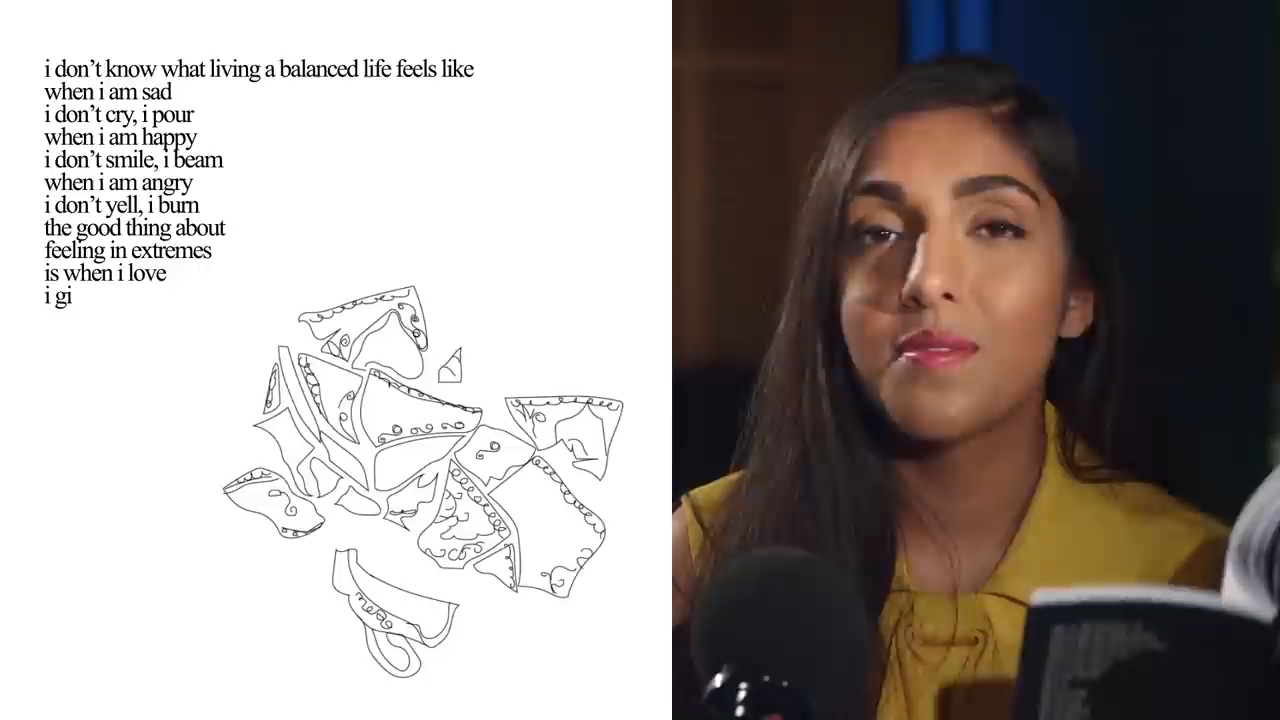 i don’t know what living a balanced life feels like
when i am sad
i don’t cry, i pour
when i am happy
i don’t smile, i beam
when i am angry
i don’t yell, i burn
the good thing about
feeling in extremes
is when i love
i gi